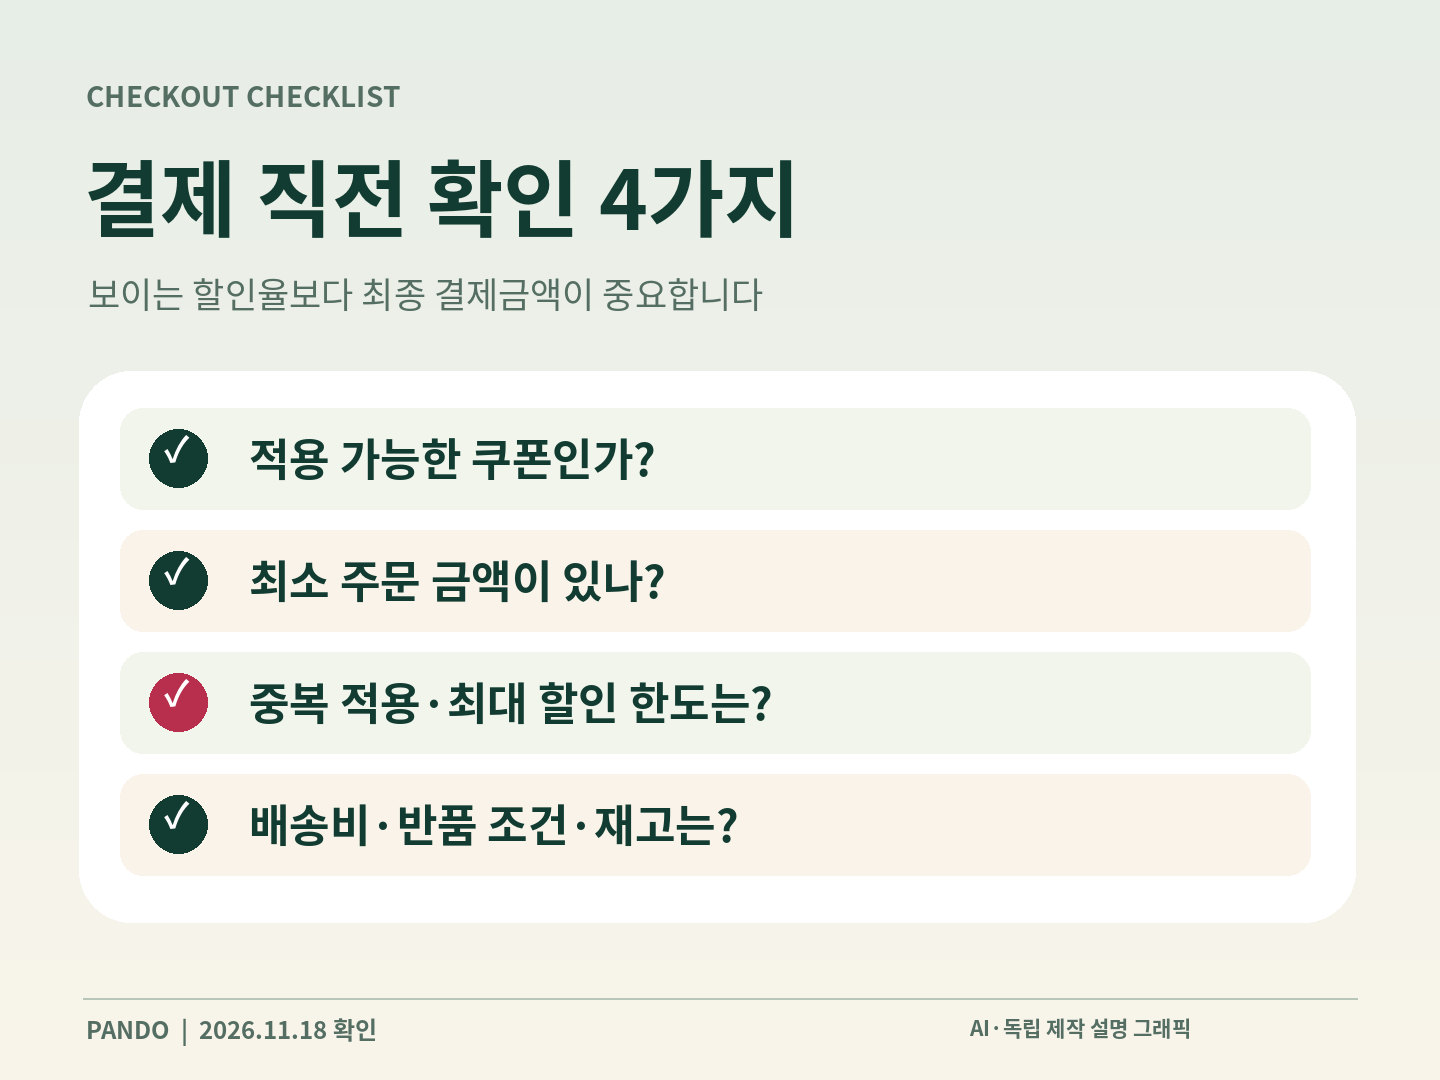 CHECKOUT CHECKLIST
결제 직전 확인 4가지
보이는 할인율보다 최종 결제금액이 중요합니다
✓ 적용 가능한 쿠폰인가?
✓ 최소 주문 금액이 있나?
✓ 중복 적용·최대 할인 한도는?
✓ 배송비·반품 조건·재고는?
PANDO | 2026.11.18 확인
AI·독립 제작 설명 그래픽